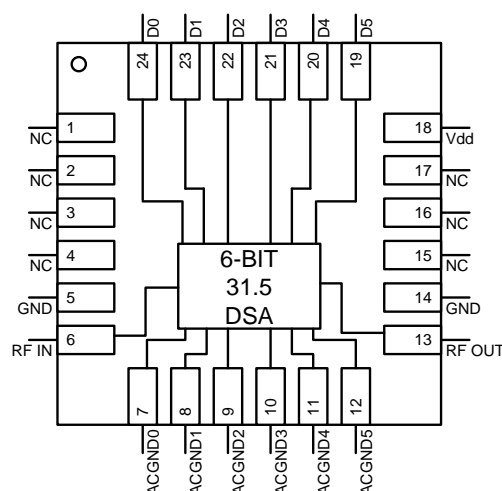 D0 D1 D2 D3 D4 D5
24 23 22 21 20 19
NC 1
NC 2
NC 3
NC 4
GND 5
RF IN 6
6-BIT
31.5
DSA
18 Vdd
17 NC
16 NC
15 NC
14 GND
13 RF OUT
7 8 9 10 11 12
ACGND0 ACGND1 ACGND2 ACGND3 ACGND4 ACGND5